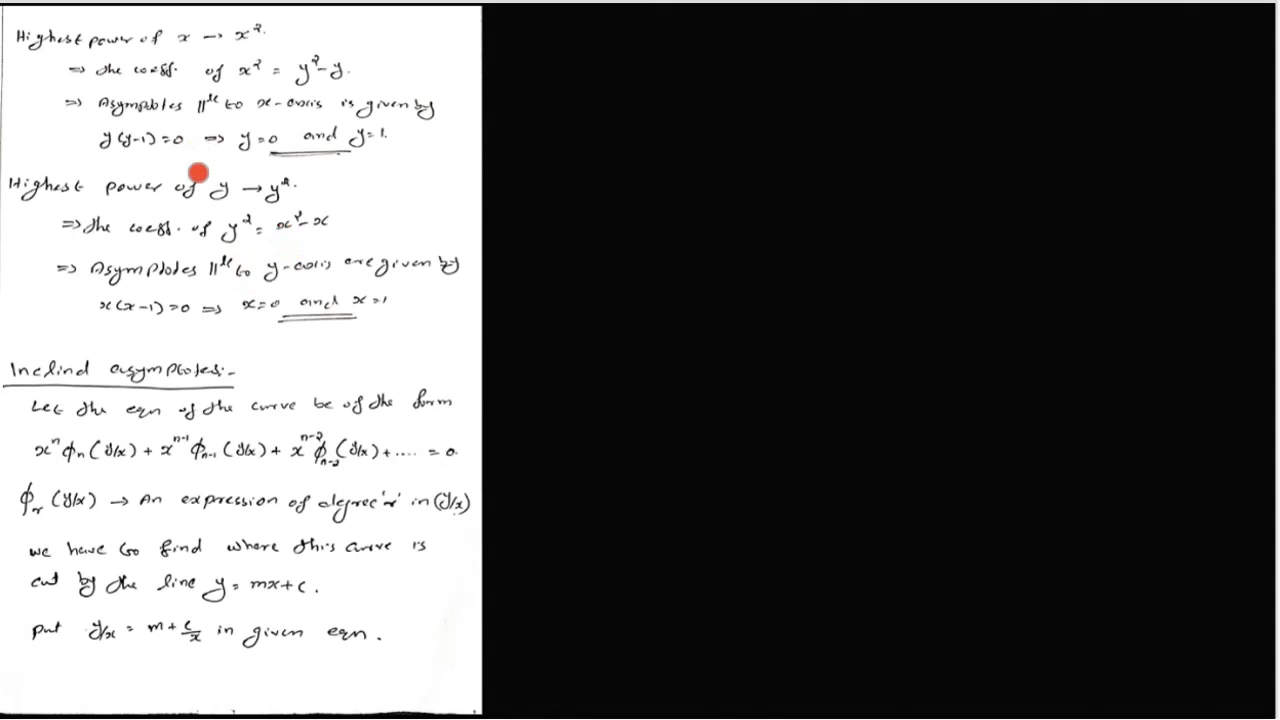 Highest power of x → x².
⇒ the coeff. of x² = y² - y.
⇒ Asymptotes ||le to x-axis is given by
y(y-1)=0 ⇒ y=0 and y=1.
Highest power of y → y².
⇒ the coeff. of y² = x² - x
⇒ Asymptotes ||le to y-axis are given by
x(x-1)=0 ⇒ x=0 and x=1
Inclind asymptotes:-
Let the eqn of the curve be of the form
xⁿ ϕₙ(y/x) + xⁿ⁻¹ ϕₙ₋₁(y/x) + xⁿ⁻² ϕₙ₋₂(y/x) + .... = 0.
ϕᵣ(y/x) → An expression of degree 'r' in (y/x)
we have to find where this curve is
cut by the line y = mx+c.
put y/x = m + c/x in given eqn.